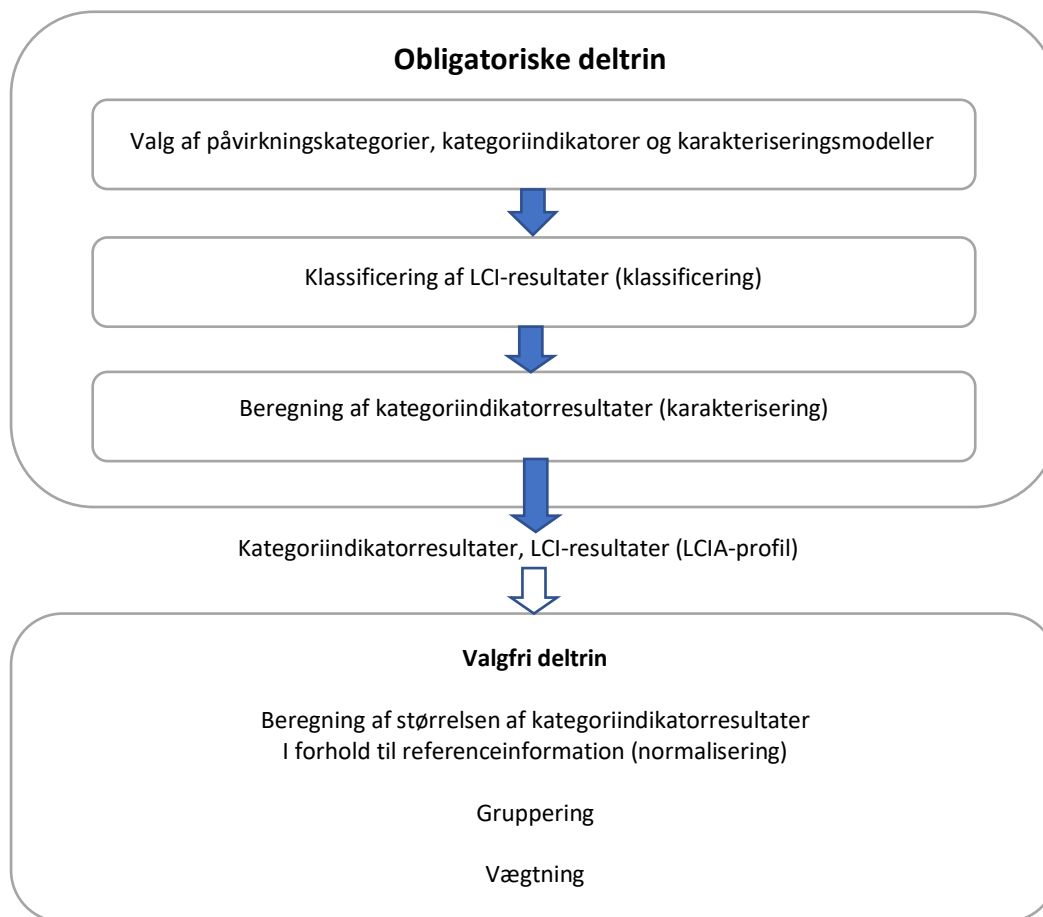 Obligatoriske deltrin
Valg af påvirkningskategorier, kategoriindikatorer og karakteriseringsmodeller
Klassificering af LCI-resultater (klassificering)
Beregning af kategoriindikatorresultater (karakterisering)
Kategoriindikatorresultater, LCI-resultater (LCIA-profil)
Valgfri deltrin
Beregning af størrelsen af kategoriindikatorresultater
I forhold til referenceinformation (normalisering)
Gruppering
Vægtning